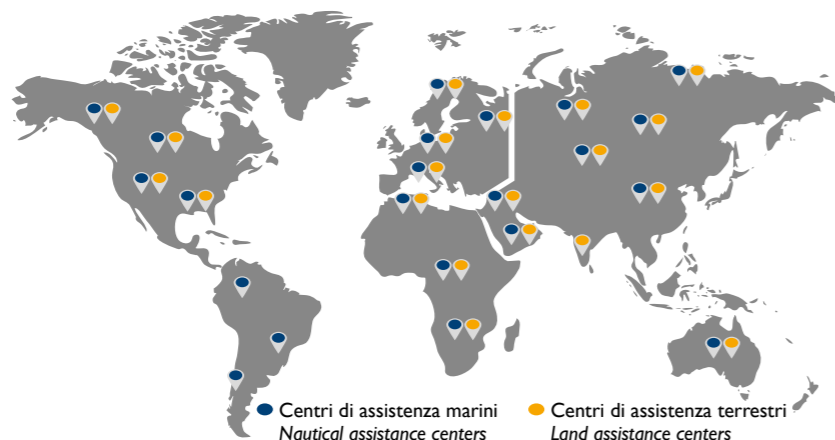 Centri di assistenza marini
Nautical assistance centers
Centri di assistenza terrestri
Land assistance centers